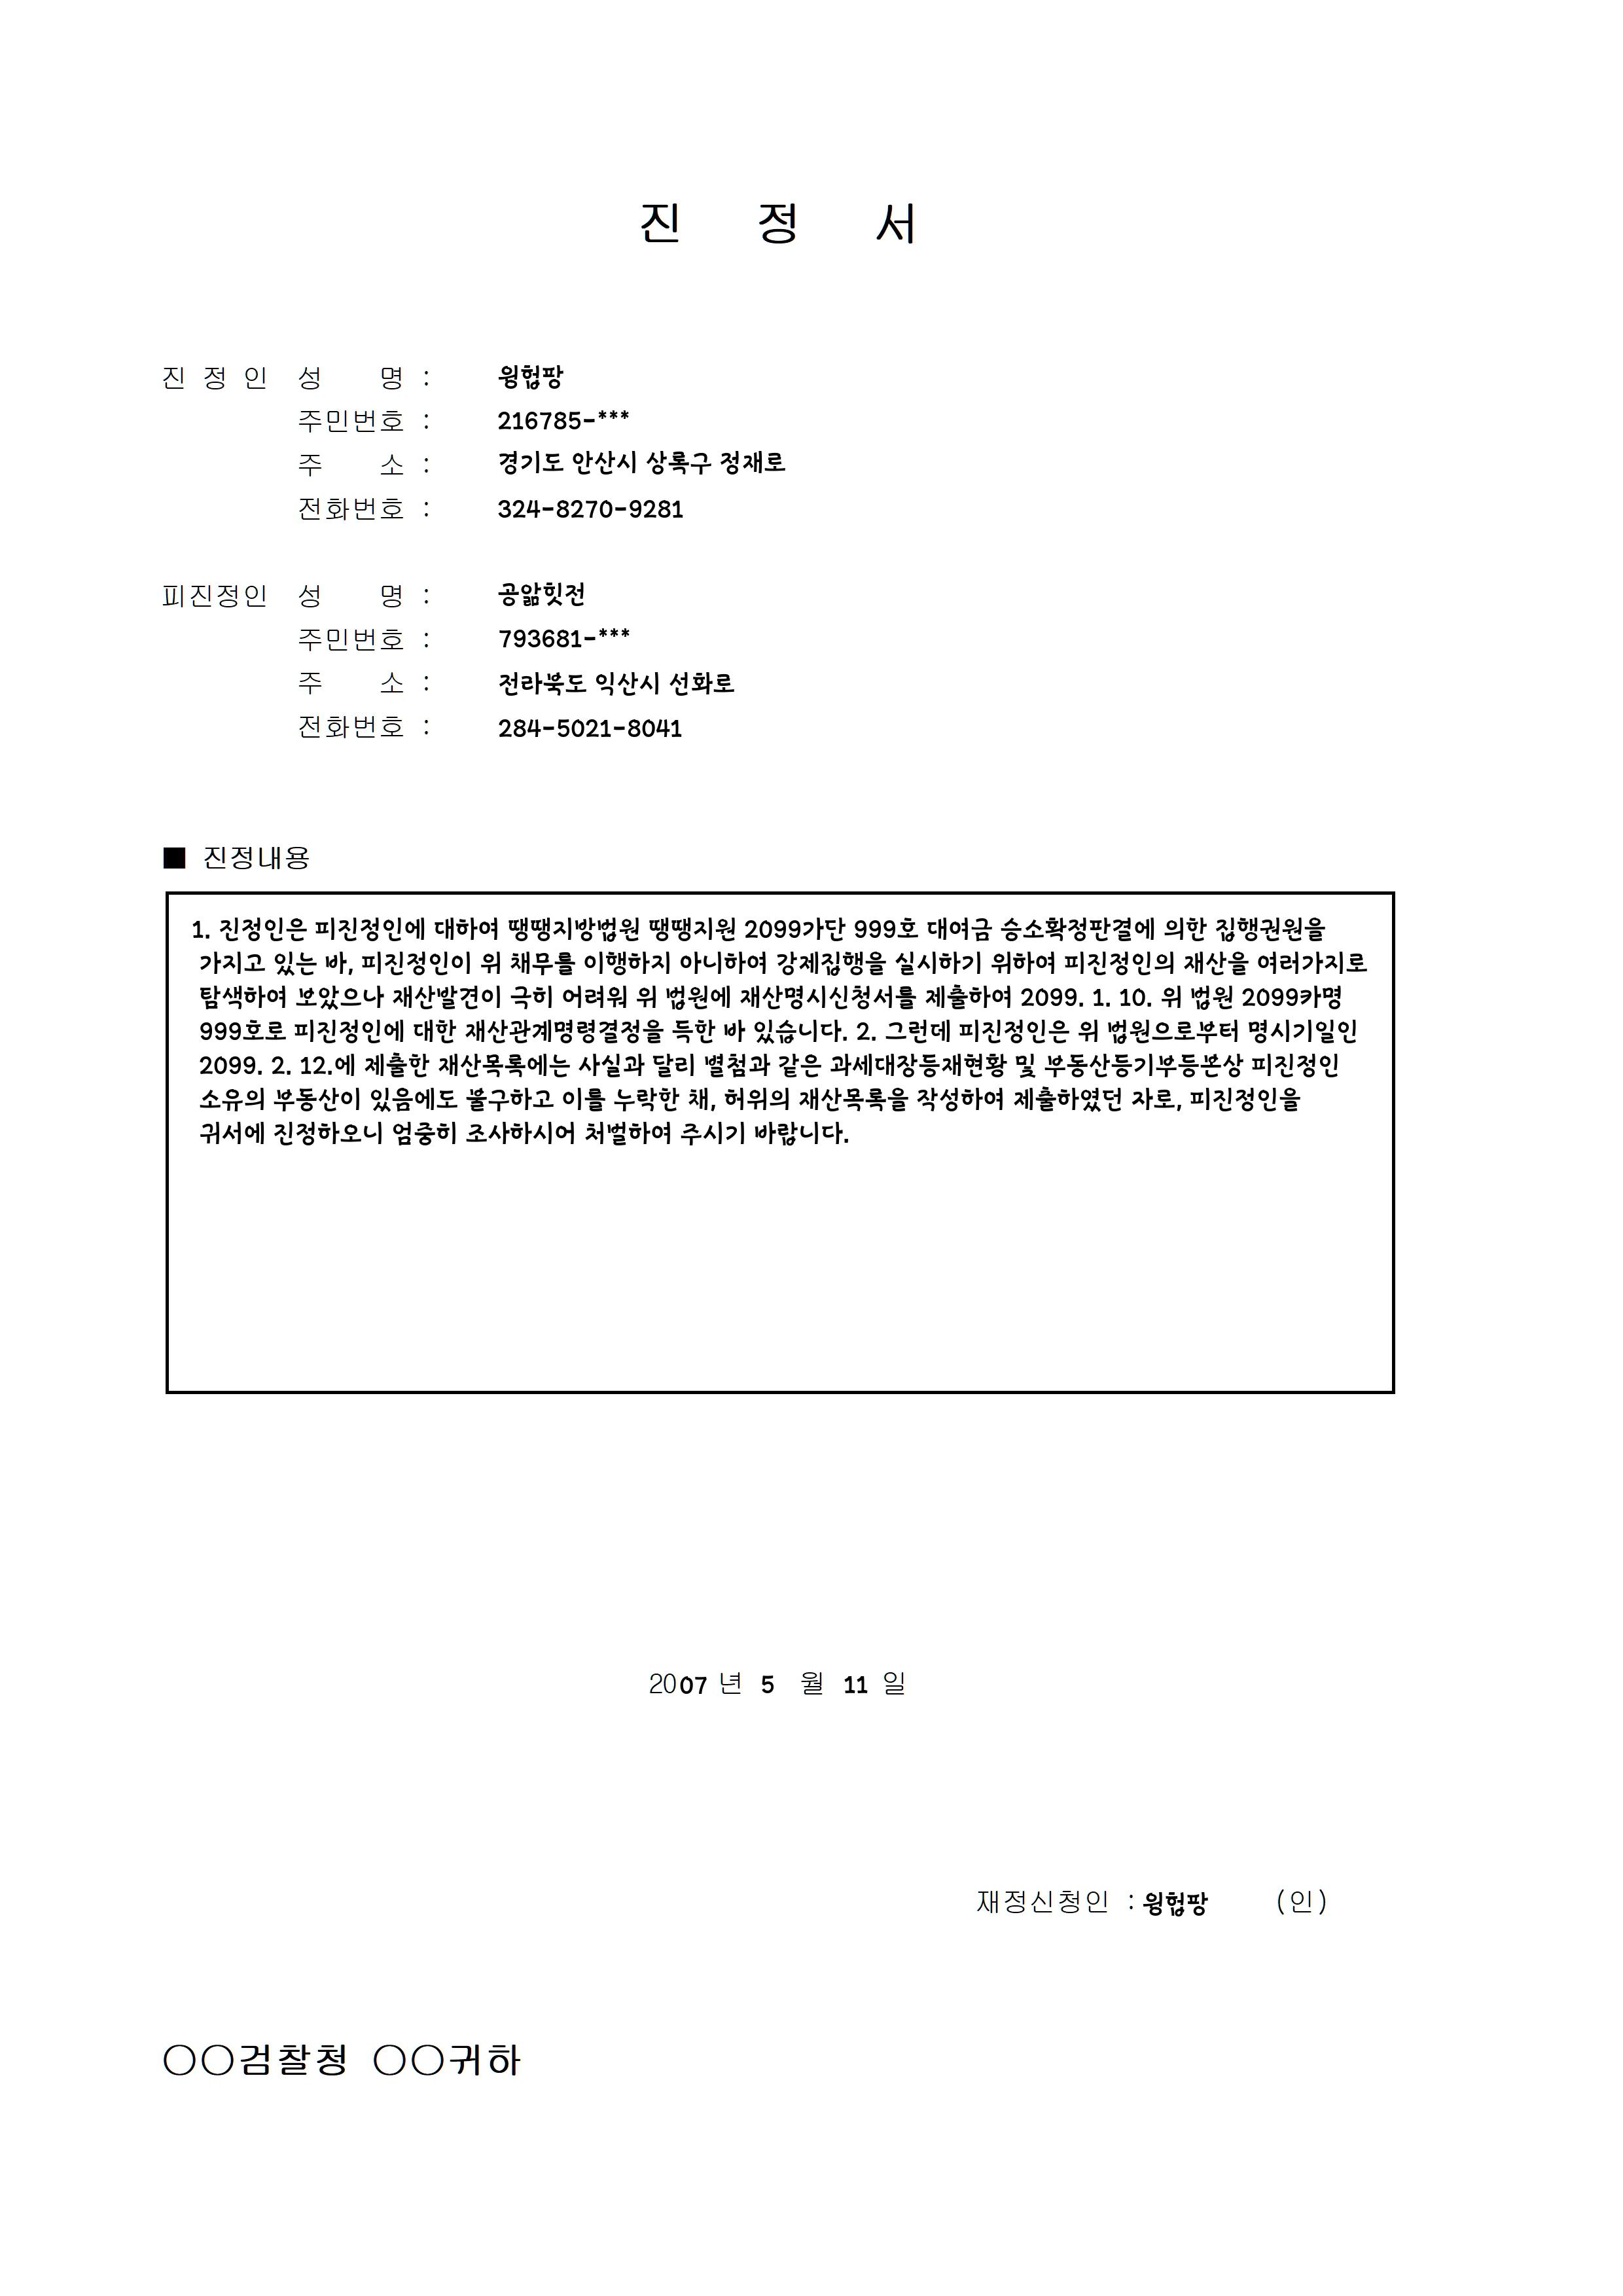 진 정 서
진 정 인 성 명 : 윙헙팡
주민번호 : 216785-***
주 소 : 경기도 안산시 상록구 정재로
전화번호 : 324-8270-9281
피진정인 성 명 : 공앎힛전
주민번호 : 793681-***
주 소 : 전라북도 익산시 선화로
전화번호 : 284-5021-8041
■ 진정내용
1. 진정인은 피진정인에 대하여 땡땡지방법원 땡땡지원 2099가단 999호 대여금 승소확정판결에 의한 집행권원을
가지고 있는 바, 피진정인이 위 채무를 이행하지 아니하여 강제집행을 실시하기 위하여 피진정인의 재산을 여러가지로
탐색하여 보았으나 재산발견이 극히 어려워 위 법원에 재산명시신청서를 제출하여 2099. 1. 10. 위 법원 2099카명
999호로 피진정인에 대한 재산관계명령결정을 득한 바 있습니다. 2. 그런데 피진정인은 위 법원으로부터 명시기일인
2099. 2. 12.에 제출한 재산목록에는 사실과 달리 별첨과 같은 과세대장등재현황 및 부동산등기부등본상 피진정인
소유의 부동산이 있음에도 불구하고 이를 누락한 채, 허위의 재산목록을 작성하여 제출하였던 자로, 피진정인을
귀서에 진정하오니 엄중히 조사하시어 처벌하여 주시기 바랍니다.
2007 년 5 월 11 일
재정신청인 : 윙헙팡 (인)
○○검찰청 ○○귀하